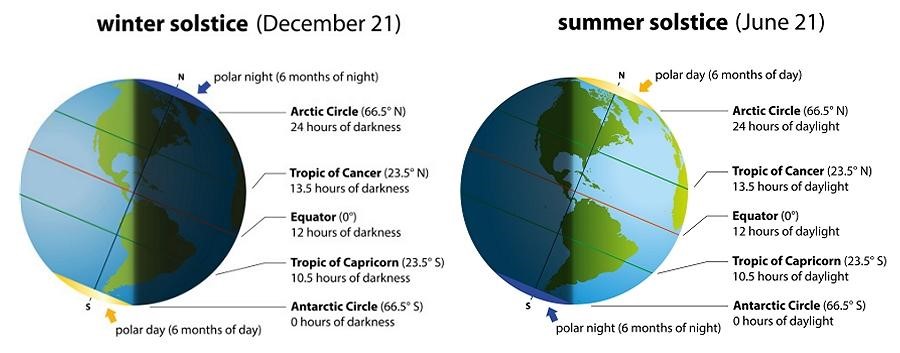 winter solstice (December 21)
N
polar night (6 months of night)
Arctic Circle (66.5° N)
24 hours of darkness
Tropic of Cancer (23.5° N)
13.5 hours of darkness
Equator (0°)
12 hours of darkness
Tropic of Capricorn (23.5° S)
10.5 hours of darkness
Antarctic Circle (66.5° S)
0 hours of darkness
S
polar day (6 months of day)
summer solstice (June 21)
N
polar day (6 months of day)
Arctic Circle (66.5° N)
24 hours of daylight
Tropic of Cancer (23.5° N)
13.5 hours of daylight
Equator (0°)
12 hours of daylight
Tropic of Capricorn (23.5° S)
10.5 hours of daylight
Antarctic Circle (66.5° S)
0 hours of daylight
S
polar night (6 months of night)